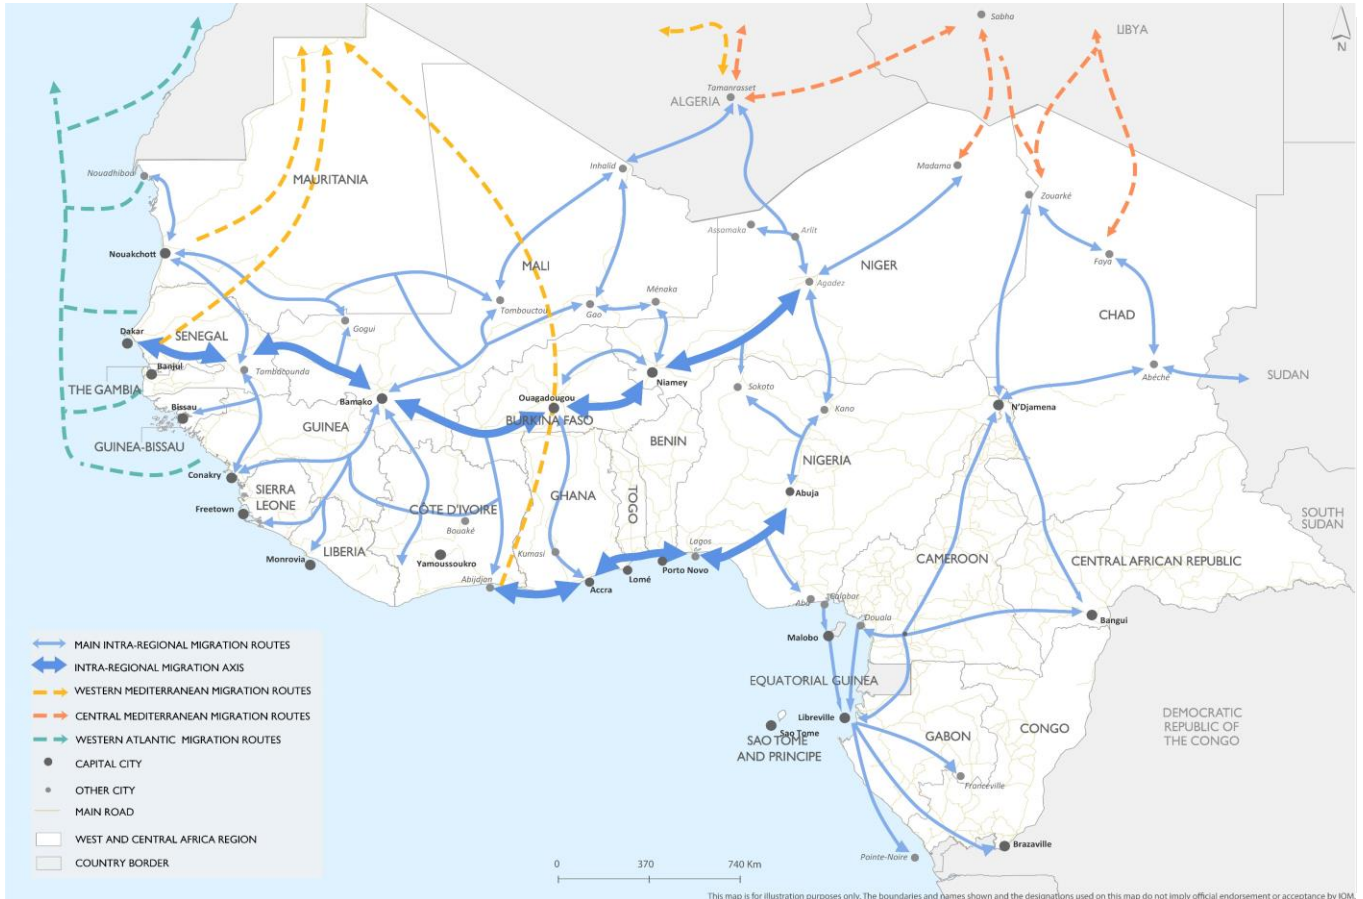 Sabha
LIBYA
N
Tamanrasset
ALGERIA
Inhalid
Madama
Nouadhibou
MAURITANIA
Zouarké
Assamaka
Arlit
Nouakchott
MALI
NIGER
Faya
Agadez
Ménaka
Tombouctou
Gao
CHAD
Dakar
SENEGAL
Gogui
Banjul
THE GAMBIA
Tambacounda
Niamey
Abéché
SUDAN
Sokoto
Bamako
Ouagadougou
BURKINA FASO
Kano
N'Djamena
Bissau
GUINEA
GUINEA-BISSAU
BENIN
NIGERIA
Conakry
SIERRA
LEONE
GHANA
TOGO
Abuja
Freetown
CÔTE D'IVOIRE
Bouaké
SOUTH
SUDAN
LIBERIA
Kumasi
Lagos
CAMEROON
CENTRAL AFRICAN REPUBLIC
Monrovia
Yamoussoukro
Porto Novo
Lomé
Abijdjan
Accra
Aba
Calabar
Douala
Bangui
Malobo
EQUATORIAL GUINEA
Libreville
Sao Tome
SAO TOME
AND PRINCIPE
GABON
CONGO
DEMOCRATIC
REPUBLIC OF
THE CONGO
Franceville
Brazaville
Pointe-Noire
MAIN INTRA-REGIONAL MIGRATION ROUTES
INTRA-REGIONAL MIGRATION AXIS
WESTERN MEDITERRANEAN MIGRATION ROUTES
CENTRAL MEDITERRANEAN MIGRATION ROUTES
WESTERN ATLANTIC MIGRATION ROUTES
CAPITAL CITY
OTHER CITY
MAIN ROAD
WEST AND CENTRAL AFRICA REGION
COUNTRY BORDER
0 370 740 Km
This map is for illustration purposes only. The boundaries and names shown and the designations used on this map do not imply official endorsement or acceptance by IOM.